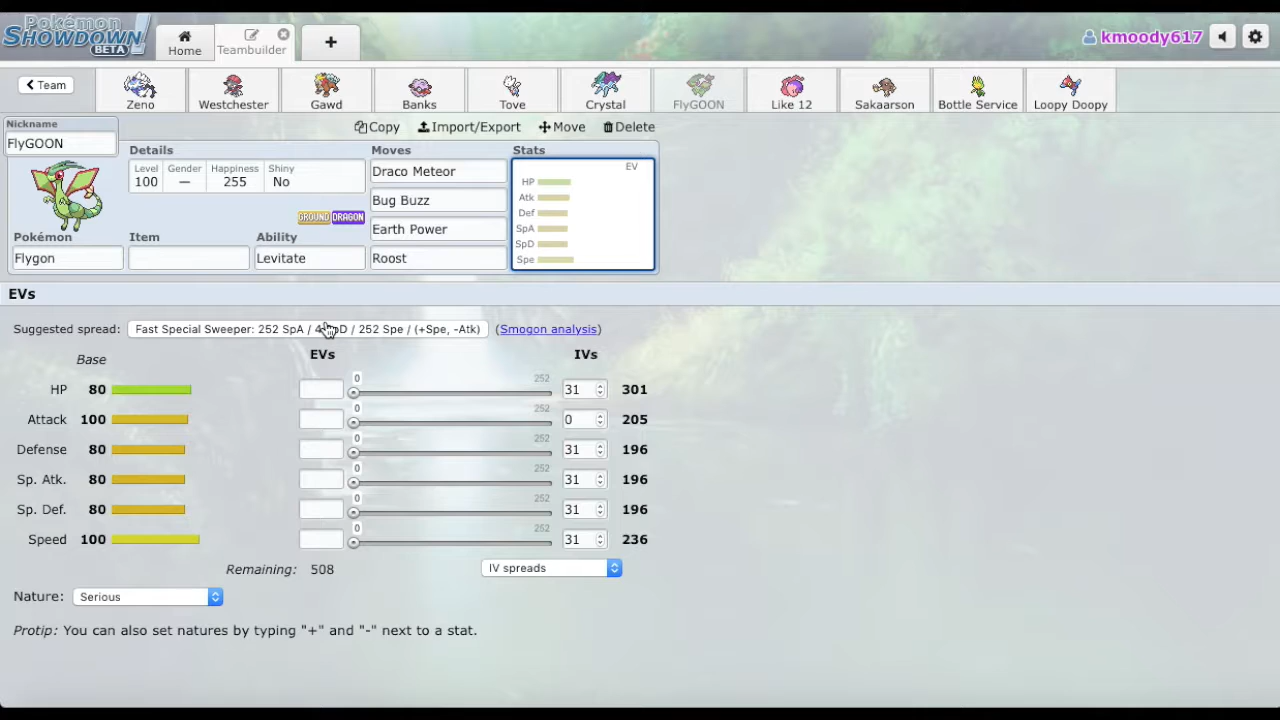 Pokémon
SHOWDOWN!
BETA
Home
Teambuilder
+
kmoody617
Team
Zeno
Westchester
Gawd
Banks
Tove
Crystal
FlyGOON
Like 12
Sakaarson
Bottle Service
Loopy Doopy
Nickname
FlyGOON
Copy
Import/Export
Move
Delete
Details
Level
100
Gender
—
Happiness
255
Shiny
No
GROUND DRAGON
Pokémon
Flygon
Item
Ability
Levitate
Moves
Draco Meteor
Bug Buzz
Earth Power
Roost
Stats
EV
HP
Atk
Def
SpA
SpD
Spe
EVs
Suggested spread: Fast Special Sweeper: 252 SpA / 4 SpD / 252 Spe / (+Spe, -Atk) (Smogon analysis)
Base EVs IVs
HP 80 0 252 31 301
Attack 100 0 252 0 205
Defense 80 0 252 31 196
Sp. Atk. 80 0 252 31 196
Sp. Def. 80 0 252 31 196
Speed 100 0 252 31 236
Remaining: 508 IV spreads
Nature: Serious
Protip: You can also set natures by typing "+" and "-" next to a stat.